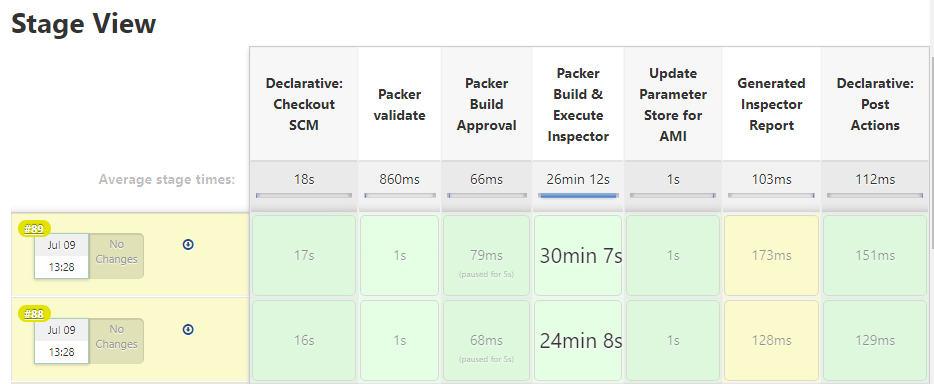 Stage View
Declarative: Checkout SCM
Packer validate
Packer Build Approval
Packer Build & Execute Inspector
Update Parameter Store for AMI
Generated Inspector Report
Declarative: Post Actions
Average stage times:
18s
860ms
66ms
26min 12s
1s
103ms
112ms
#89
Jul 09
13:28
No Changes
17s
1s
79ms
(paused for 5s)
30min 7s
1s
173ms
151ms
#88
Jul 09
13:28
No Changes
16s
1s
68ms
(paused for 5s)
24min 8s
1s
128ms
129ms